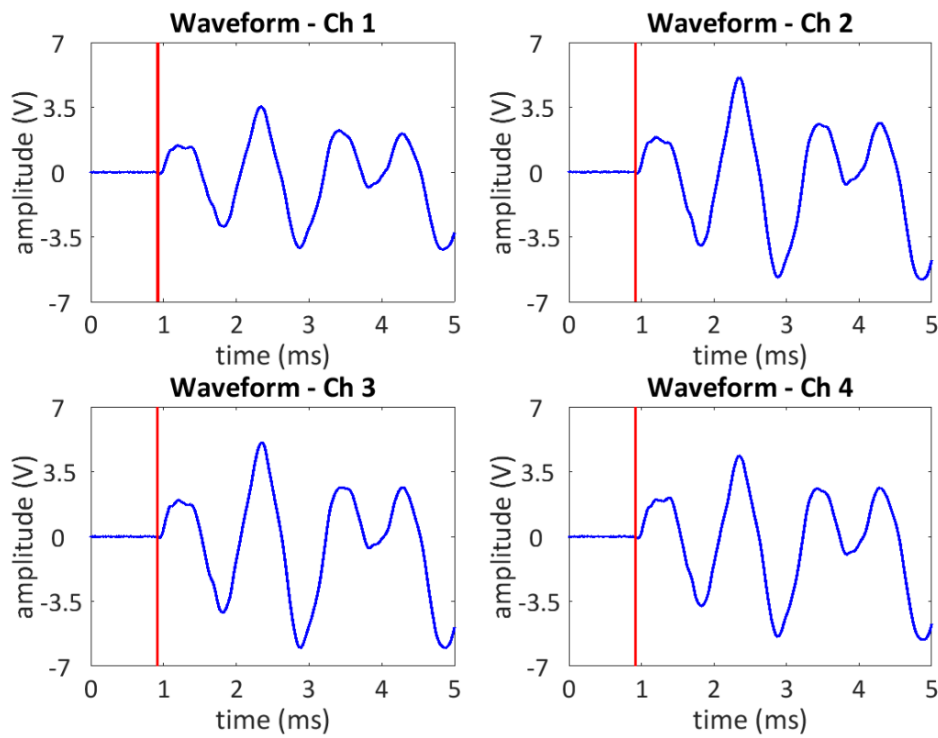 Waveform - Ch 1
7
3.5
0
-3.5
-7
amplitude (V)
0 1 2 3 4 5
time (ms)
Waveform - Ch 2
7
3.5
0
-3.5
-7
amplitude (V)
0 1 2 3 4 5
time (ms)
Waveform - Ch 3
7
3.5
0
-3.5
-7
amplitude (V)
0 1 2 3 4 5
time (ms)
Waveform - Ch 4
7
3.5
0
-3.5
-7
amplitude (V)
0 1 2 3 4 5
time (ms)